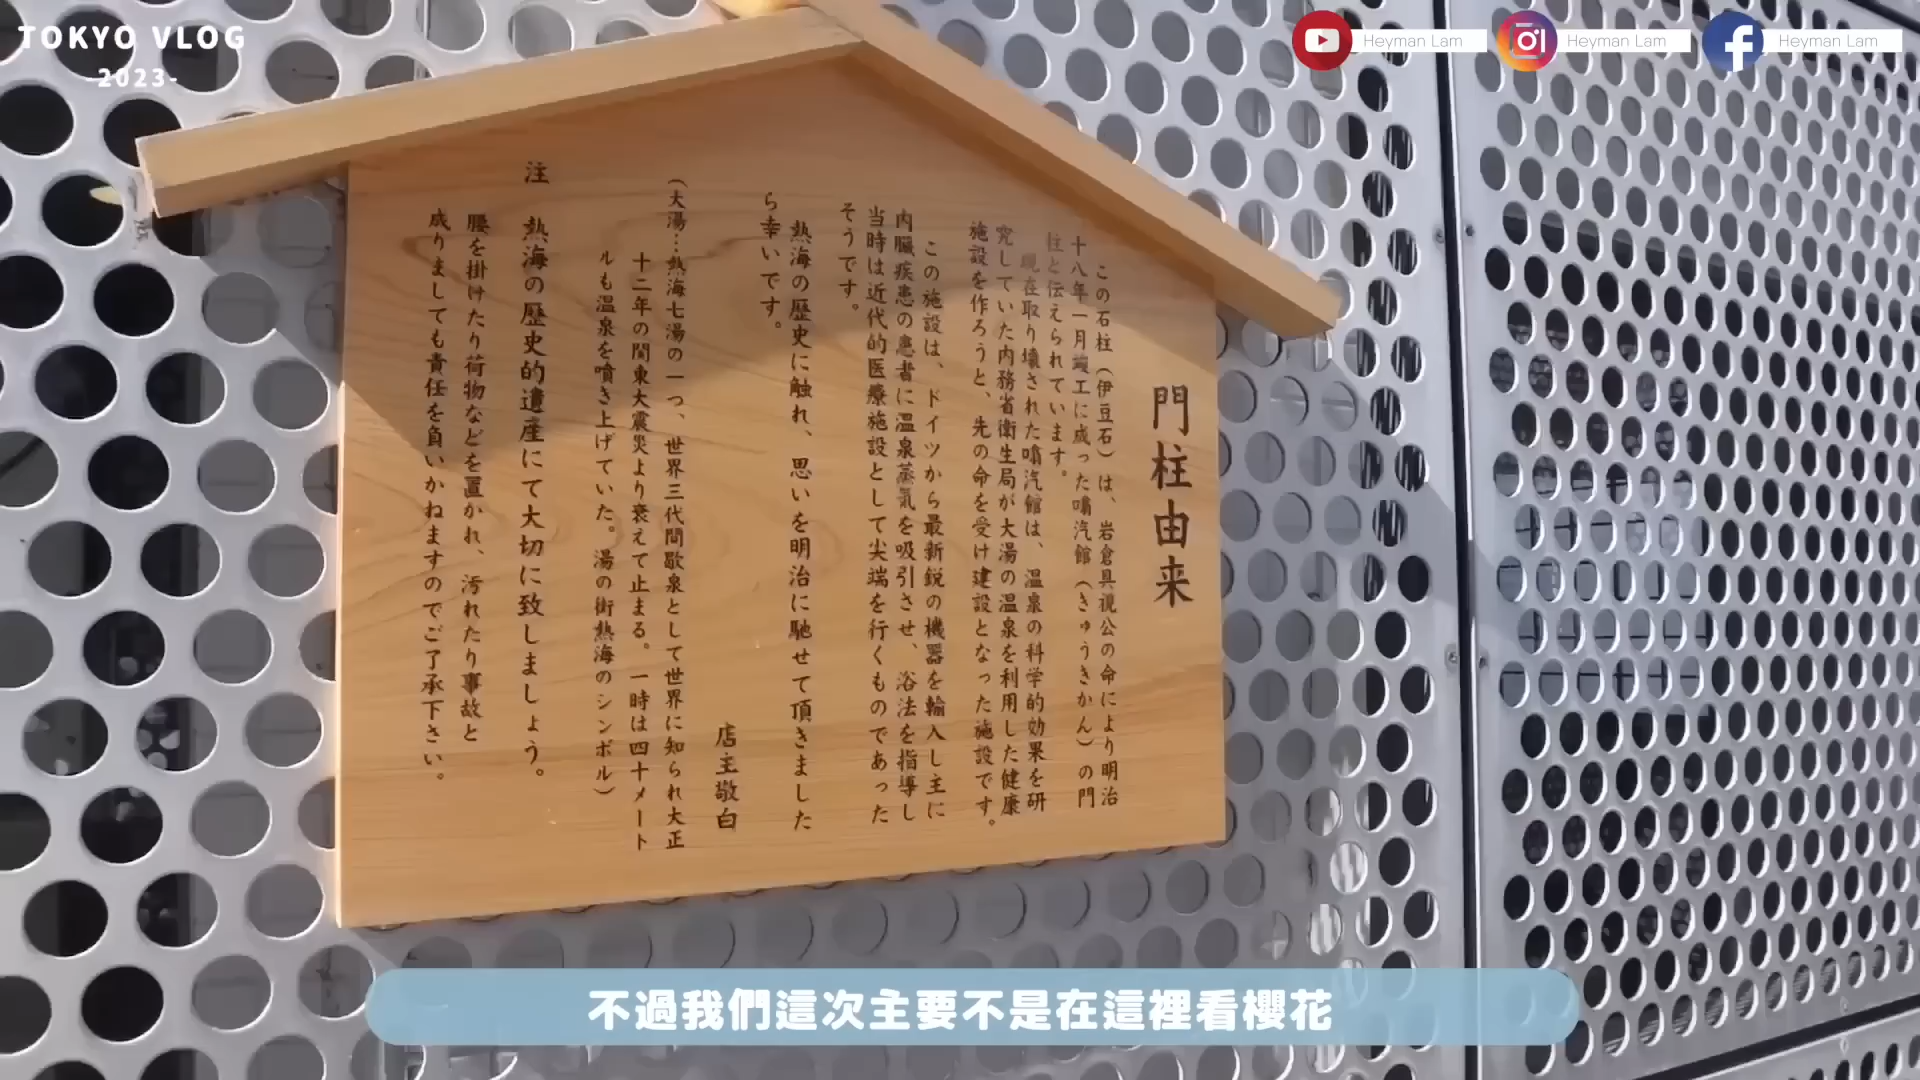 TOKYO VLOG
-2023-
Heyman Lam
Heyman Lam
Heyman Lam
門柱由来
この石柱（伊豆石）は、岩倉具視公の命により明治
十八年一月竣工に成った噏汽館（きゅうきかん）の門
柱と伝えられています。
現在取り壊された噏汽館は、温泉の科学的効果を研
究していた内務省衛生局が大湯の温泉を利用した健康
施設を作ろうと、先の命を受け建設となった施設です。
この施設は、ドイツから最新鋭の機器を輸入し主に
内臓疾患の患者に温泉蒸気を吸引させ、浴法を指導し
当時は近代的医療施設として尖端を行くものであった
そうです。
熱海の歴史に触れ、思いを明治に馳せて頂きました
ら幸いです。
店主敬白
（大湯…熱海七湯の一つ、世界三代間歇泉として世界に知られ大正
十二年の関東大震災より衰えて止まる。一時は四十メート
ルも温泉を噴き上げていた。湯の街熱海のシンボル）
注　熱海の歴史的遺産にて大切に致しましょう。
腰を掛けたり荷物などを置かれ、汚れたり事故と
成りましても責任を負いかねますのでご了承下さい。
不過我們這次主要不是在這裡看櫻花